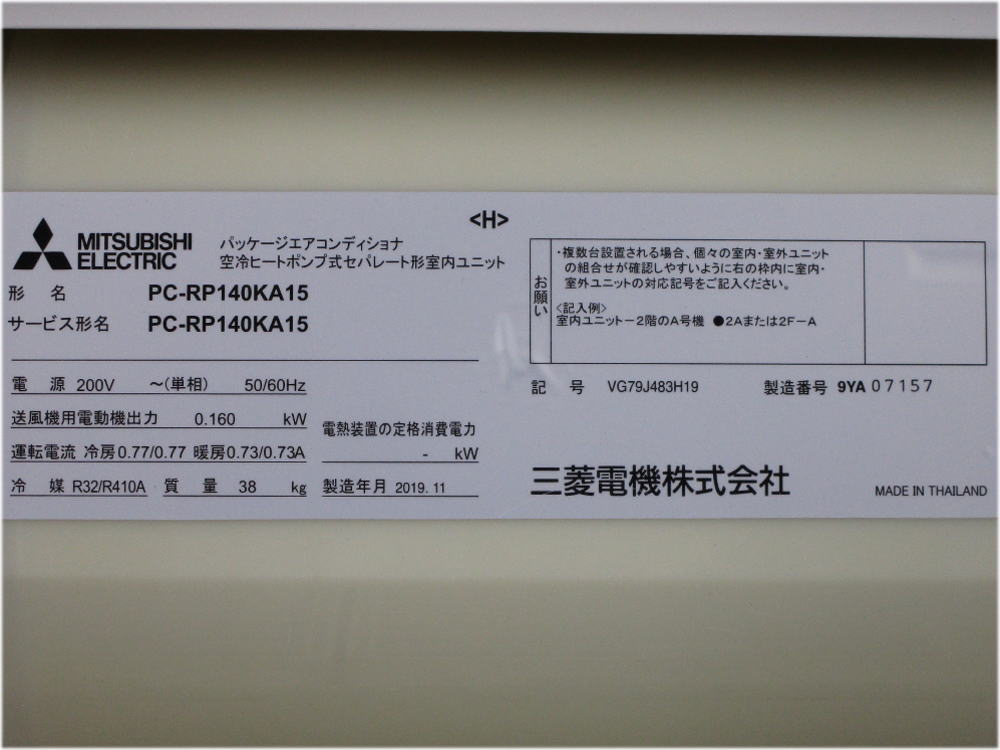 <H>
MITSUBISHI
ELECTRIC
パッケージエアコンディショナ
空冷ヒートポンプ式セパレート形室内ユニット
形 名 PC-RP140KA15
サービス形名 PC-RP140KA15
電 源 200V ～(単相) 50/60Hz
送風機用電動機出力 0.160 kW
運転電流 冷房0.77/0.77 暖房0.73/0.73A
冷 媒 R32/R410A 質 量 38 kg
電熱装置の定格消費電力
- kW
製造年月 2019. 11
お願い
・複数台設置される場合、個々の室内・室外ユニット
の組合せが確認しやすいように右の枠内に室内・
室外ユニットの対応記号をご記入ください。
〈記入例〉
室内ユニット－2階のA号機 ●2Aまたは2F－A
記 号 VG79J483H19 製造番号 9YA 07157
三菱電機株式会社
MADE IN THAILAND